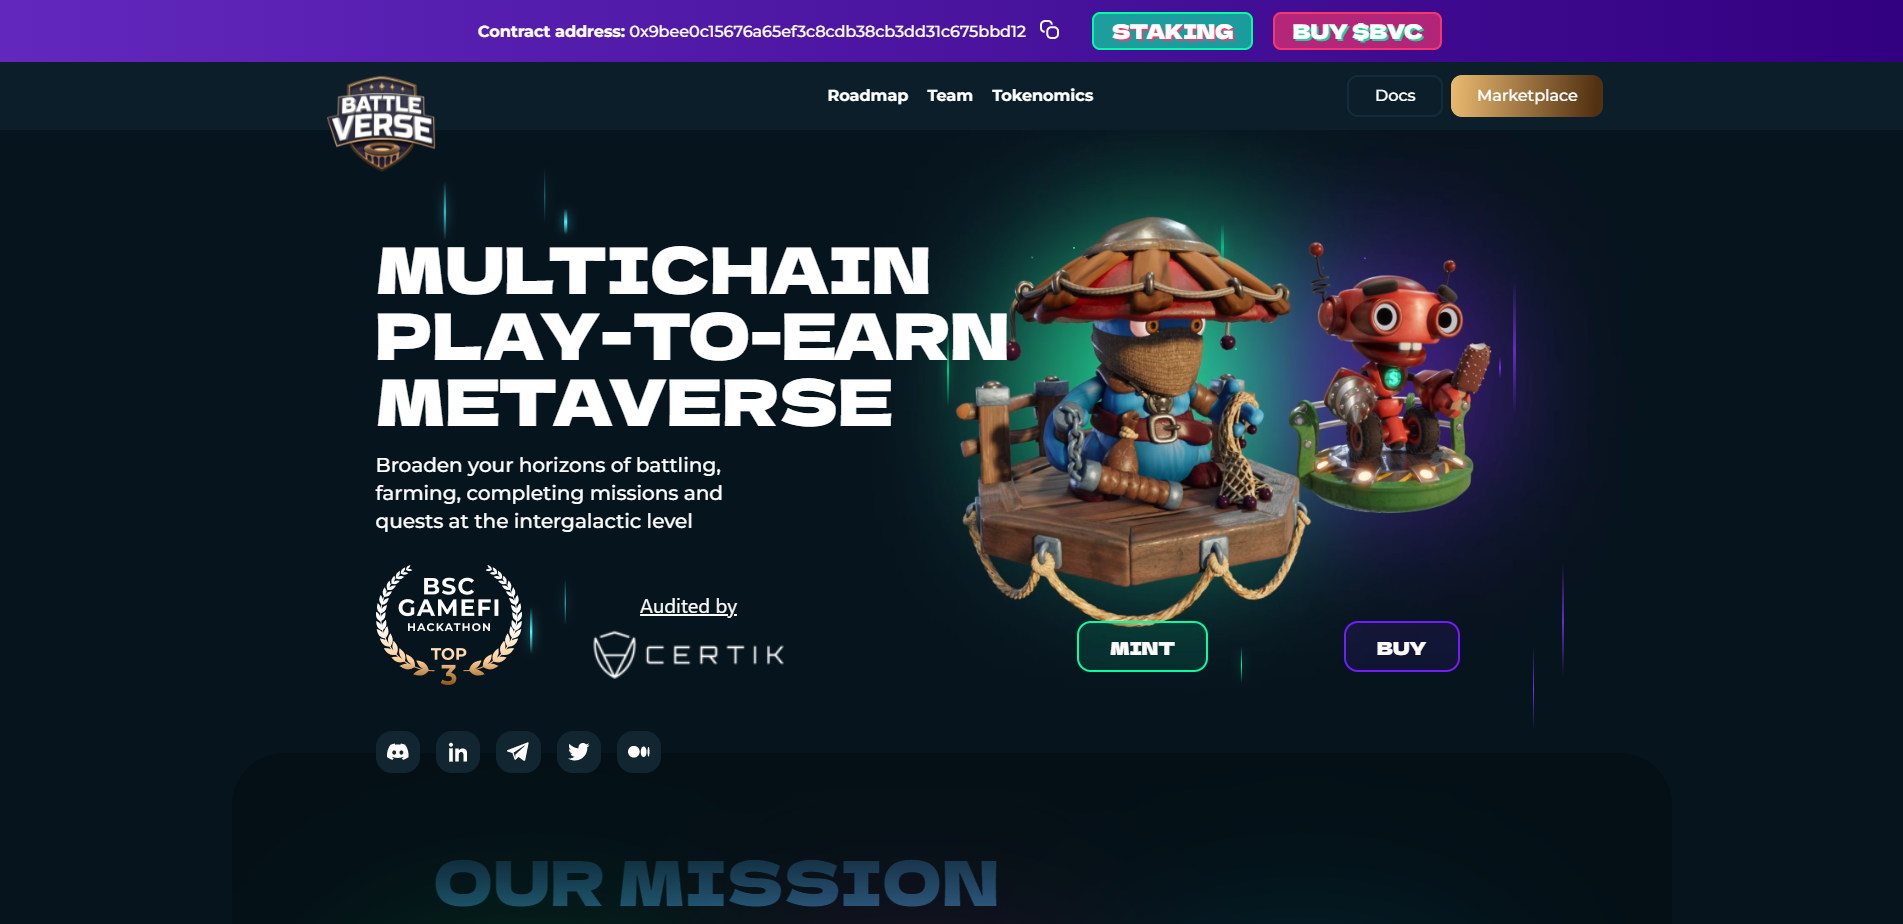 Contract address: 0x9bee0c15676a65ef3c8cdb38cb3dd31c675bbd12
STAKING
BUY $BVC
BATTLE
VERSE
Roadmap
Team
Tokenomics
Docs
Marketplace
MULTICHAIN
PLAY-TO-EARN
METAVERSE
Broaden your horizons of battling,
farming, completing missions and
quests at the intergalactic level
BSC
GAMEFI
HACKATHON
TOP
3
Audited by
CERTIK
MINT
BUY
OUR MISSION